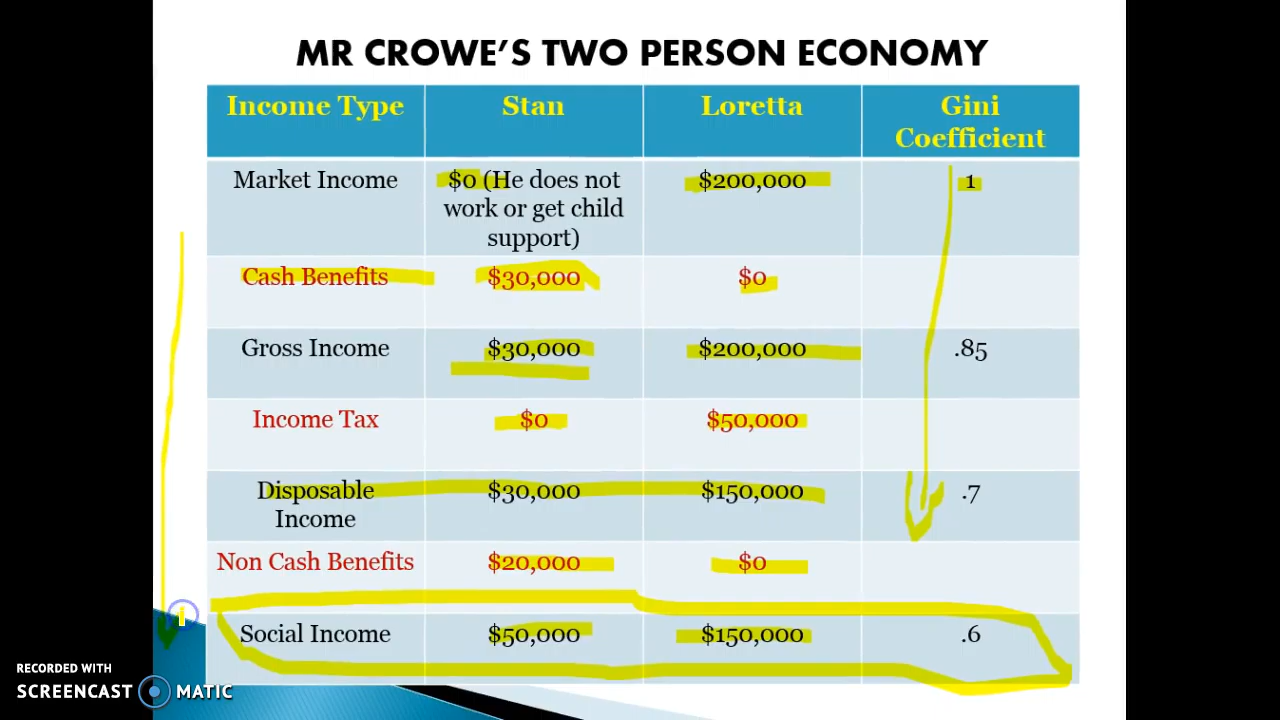 MR CROWE'S TWO PERSON ECONOMY
Income Type Stan Loretta Gini
Coefficient
Market Income $0 (He does not $200,000 1
work or get child
support)
Cash Benefits $30,000 $0
Gross Income $30,000 $200,000 .85
Income Tax $0 $50,000
Disposable $30,000 $150,000 .7
Income
Non Cash Benefits $20,000 $0
Social Income $50,000 $150,000 .6
RECORDED WITH
SCREENCAST MATIC